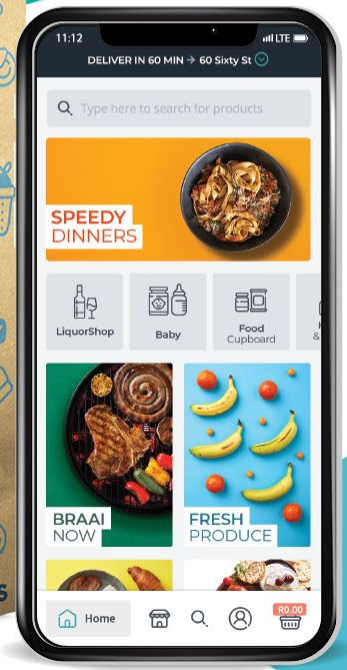 11:12
LTE
DELIVER IN 60 MIN → 60 Sixty St
Type here to search for products
SPEEDY
DINNERS
LiquorShop
Baby
Food
Cupboard
BRAAI
NOW
FRESH
PRODUCE
Home
R0.00